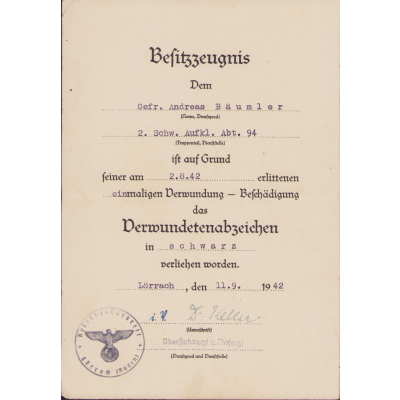 Besitzzeugnis
Dem
Gefr. Andreas Bäumler
(Name, Dienstgrad)
2. Schw. Aufkl. Abt. 94
(Truppenteil, Dienststelle)
ist auf Grund
seiner am 2.8.42 erlittenen
einmaligen Verwundung – Beschädigung
das
Verwundetenabzeichen
in schwarz
verliehen worden.
Lörrach, den 11.9. 1942
i.V. Dr.
(Unterschrift)
(Dienstgrad und Dienststelle)